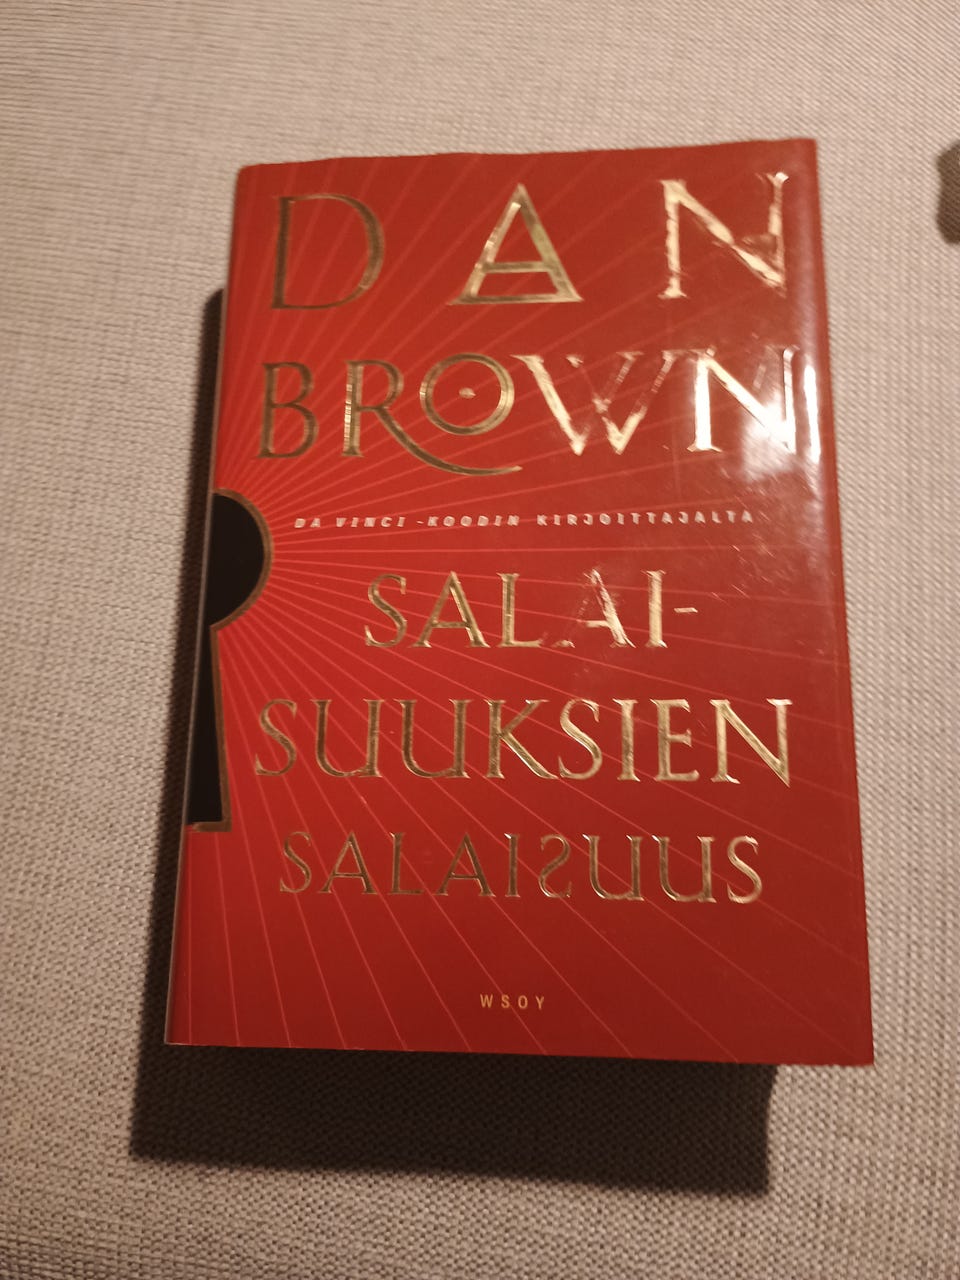 DAN
BROWN
DA VINCI -KOODIN KIRJOITTAJALTA
SALAI-
SUUKSIEN
SALAISUUS
WSOY